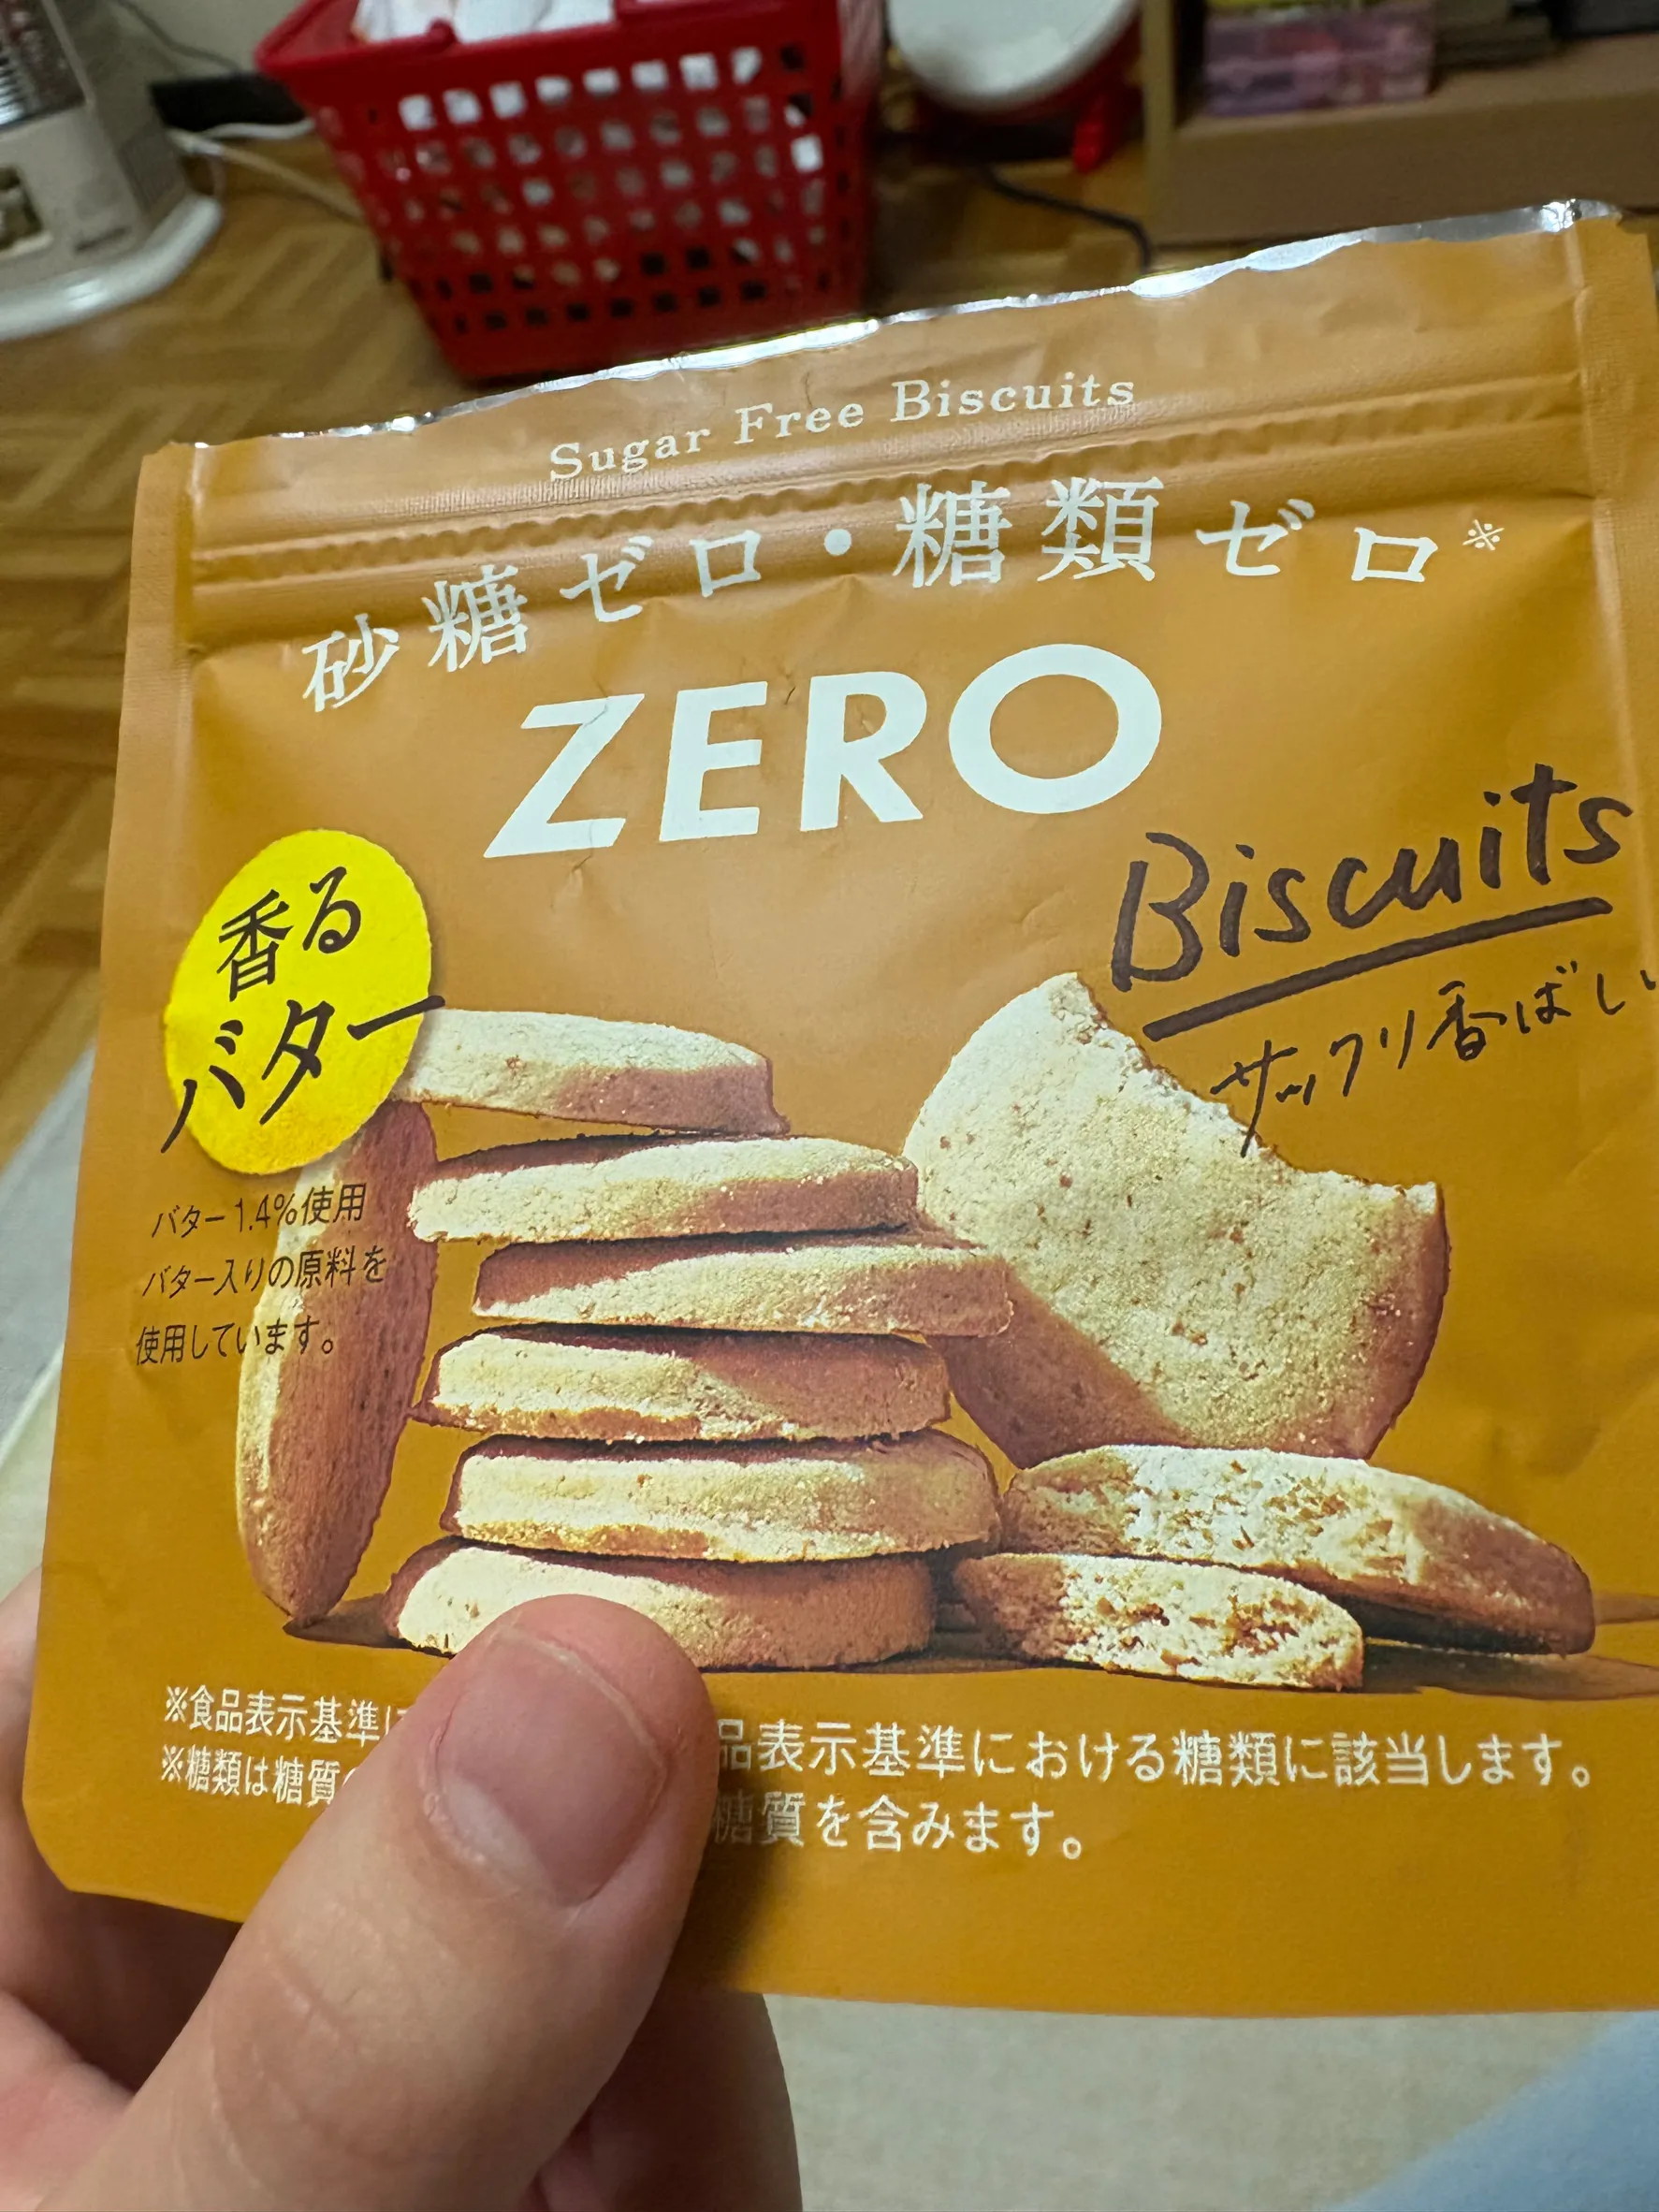 Sugar Free Biscuits
砂糖ゼロ・糖類ゼロ※
ZERO
Biscuits
サックリ香ばしい
香る
バター
バター1.4%使用
バター入りの原料を
使用しています。
※食品表示基準に 品表示基準における糖類に該当します。
※糖類は糖質 糖質を含みます。